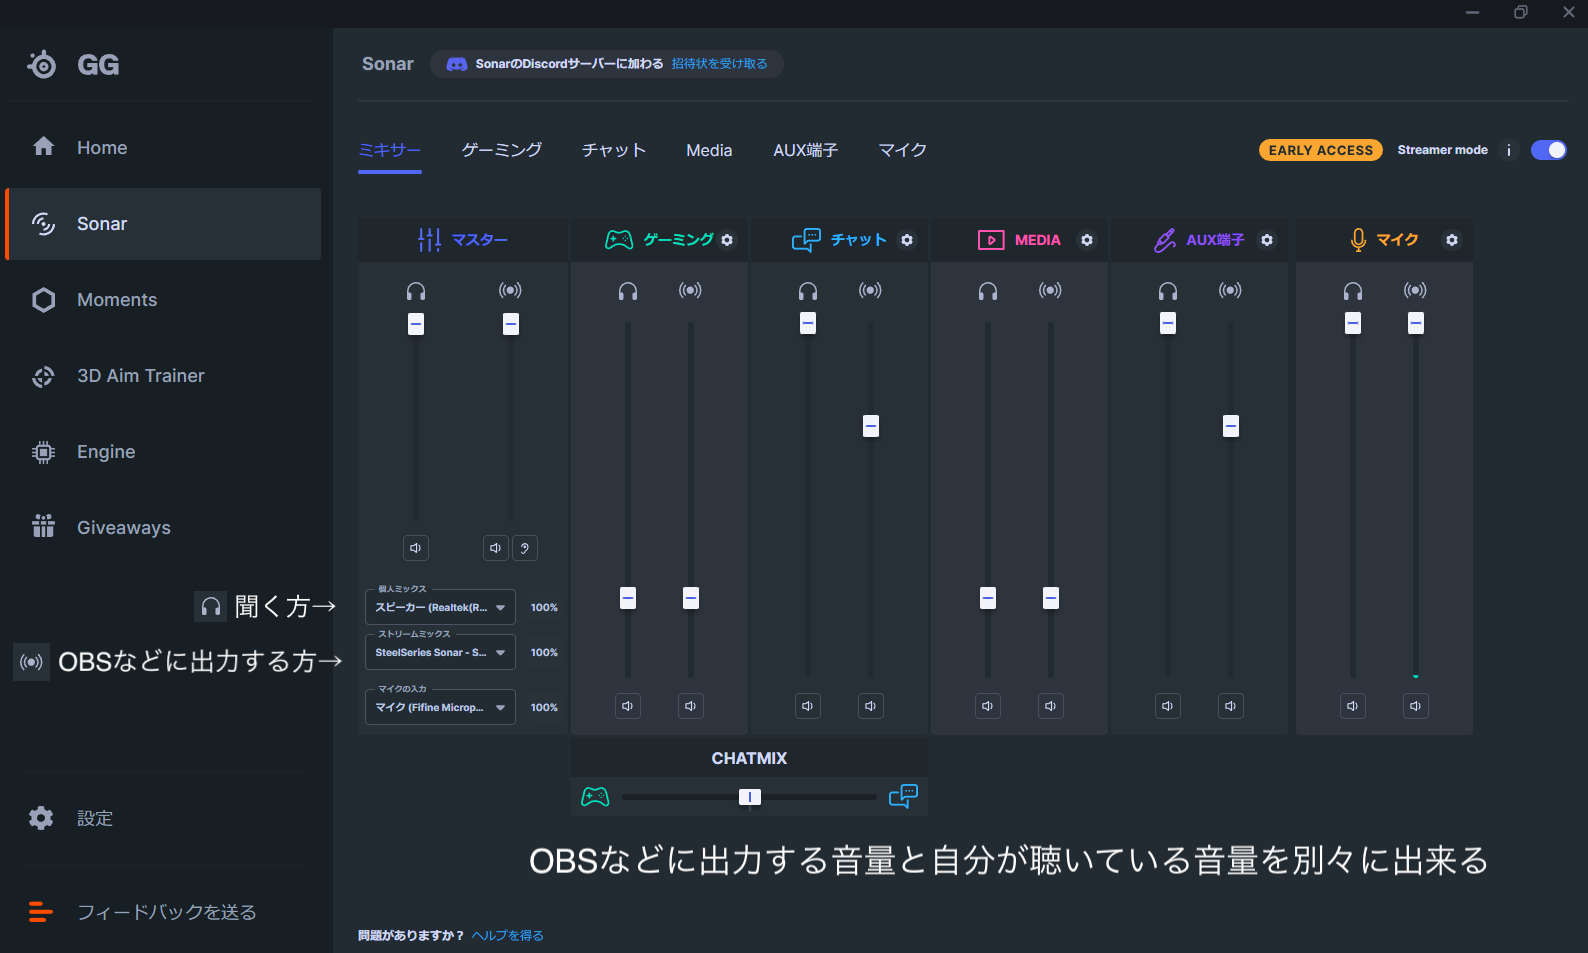 GG
Sonar
SonarのDiscordサーバーに加わる 招待状を受け取る
Home
Sonar
Moments
3D Aim Trainer
Engine
Giveaways
ミキサー ゲーミング チャット Media AUX端子 マイク
EARLY ACCESS Streamer mode i
マスター ゲーミング チャット MEDIA AUX端子 マイク
個人ミックス
スピーカー (Realtek(R... 100%
聞く方→
ストリームミックス
SteelSeries Sonar - S... 100%
OBSなどに出力する方→
マイクの入力
マイク (Fifine Microp... 100%
CHATMIX
設定
OBSなどに出力する音量と自分が聴いている音量を別々に出来る
フィードバックを送る
問題がありますか？ ヘルプを得る